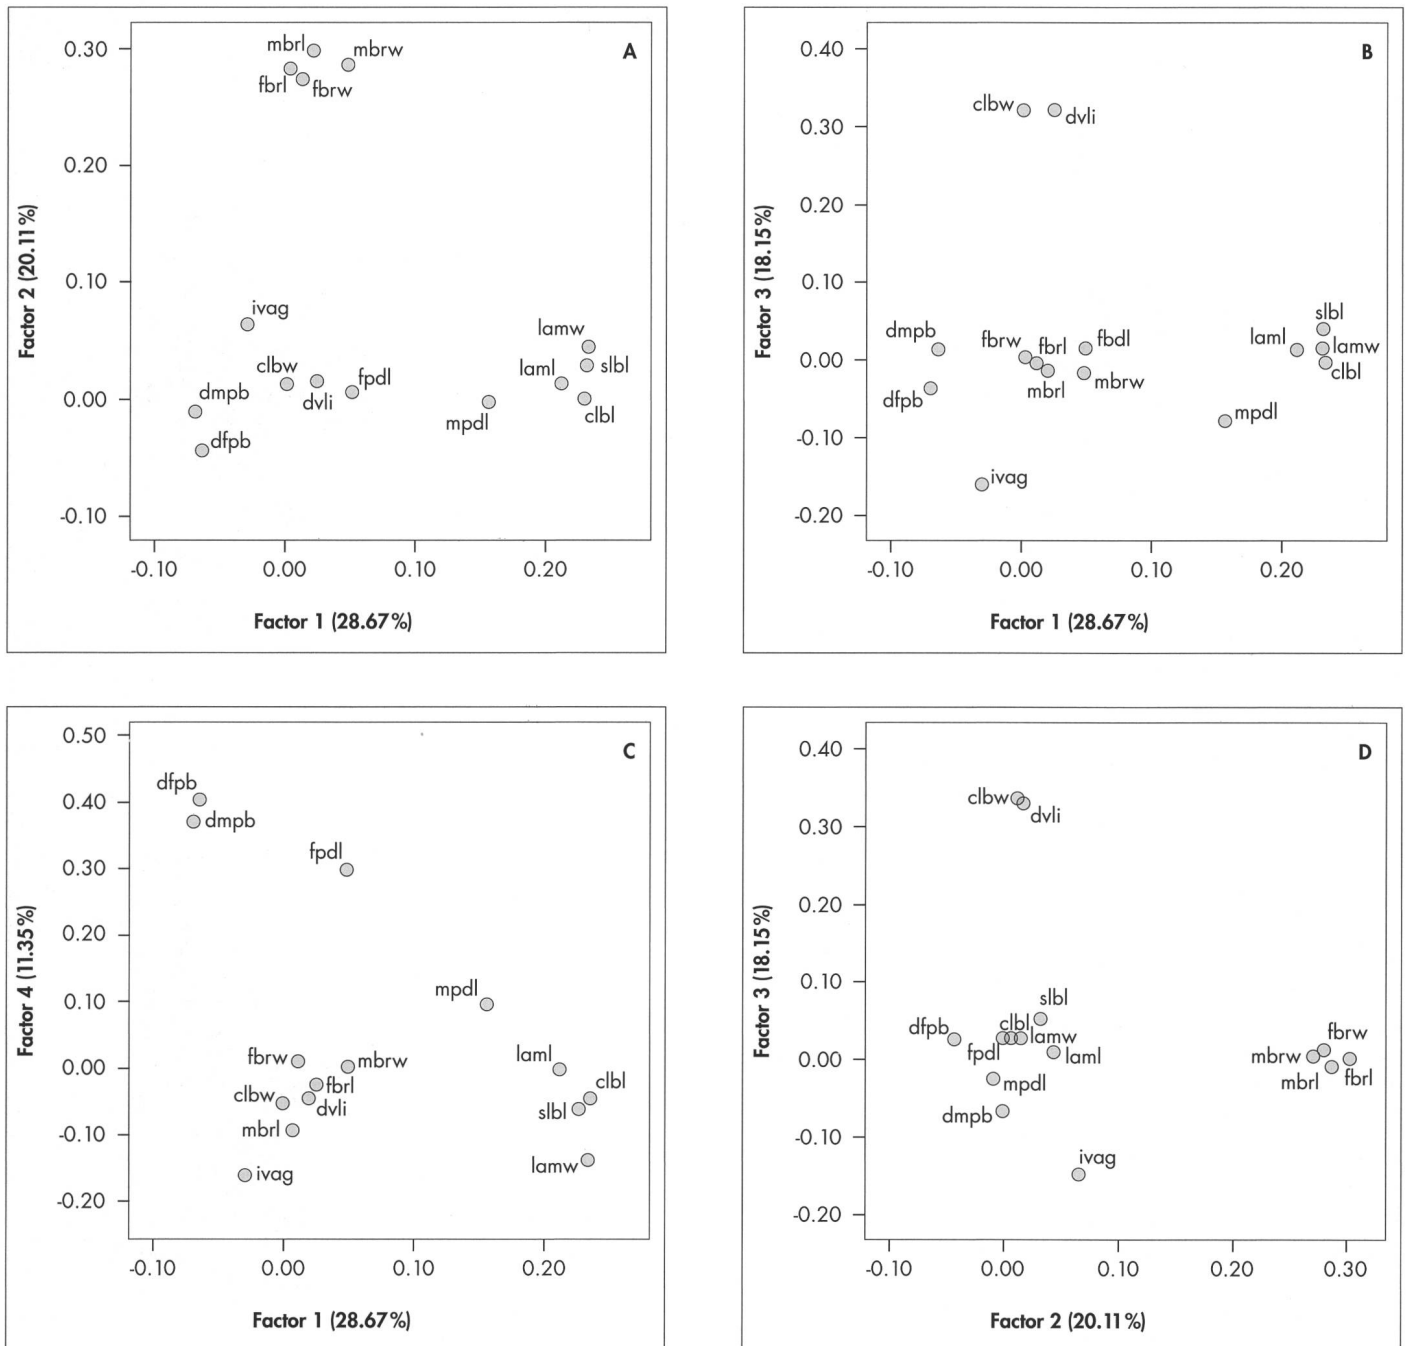 A
0.30
0.20
0.10
0.00
-0.10
Factor 2 (20.11%)
mbrl
mbrw
fbrl
fbrw
ivag
lamw
clbw
dvli
fpdl
laml
slbl
dmpb
mpdl
clbl
dfpb
-0.10 0.00 0.10 0.20
Factor 1 (28.67%)
B
0.40
0.30
0.20
0.10
0.00
-0.10
-0.20
Factor 3 (18.15%)
clbw
dvli
slbl
dmpb
fbrw
fbrl
fbdl
laml
lamw
clbl
dfpb
mbrl
mbrw
mpdl
ivag
-0.10 0.00 0.10 0.20
Factor 1 (28.67%)
C
0.50
0.40
0.30
0.20
0.10
0.00
-0.10
-0.20
Factor 4 (11.35%)
dfpb
dmpb
fpdl
mpdl
fbrw
mbrw
laml
fbrl
clbl
clbw
dvli
slbl
mbrl
lamw
ivag
-0.10 0.00 0.10 0.20
Factor 1 (28.67%)
D
0.40
0.30
0.20
0.10
0.00
-0.10
-0.20
Factor 3 (18.15%)
clbw
dvli
slbl
dfpb
clbl
lamw
fbrw
fpdl
laml
mbrw
mbrl
fbrl
mpdl
dmpb
ivag
-0.10 0.00 0.10 0.20 0.30
Factor 2 (20.11%)